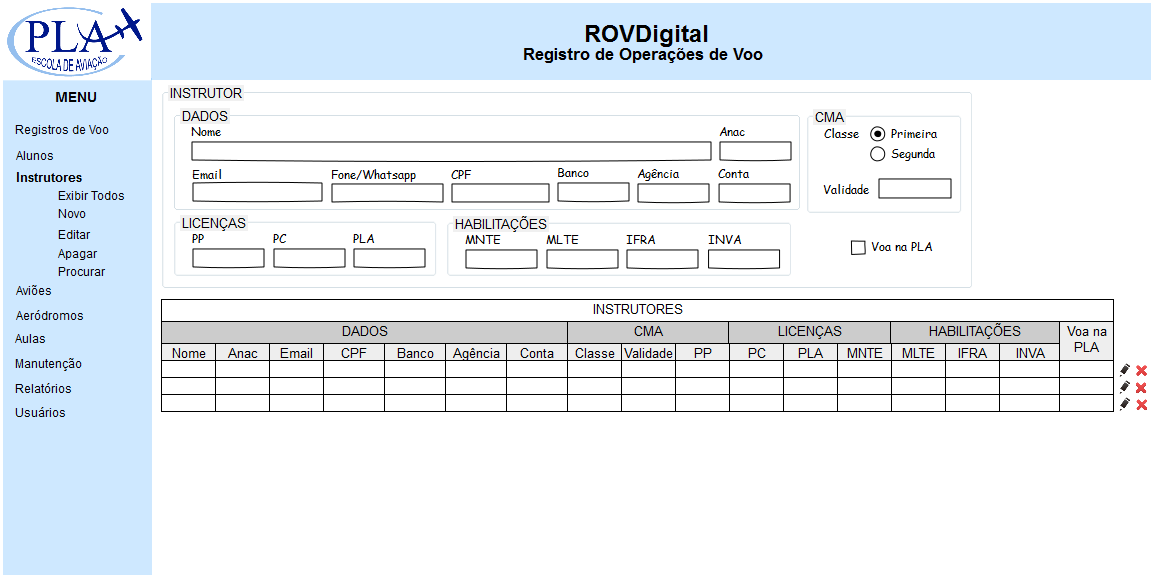 PLA
ESCOLA DE AVIAÇÃO
ROVDigital
Registro de Operações de Voo
MENU
Registros de Voo
Alunos
Instrutores
Exibir Todos
Novo
Editar
Apagar
Procurar
Aviões
Aeródromos
Aulas
Manutenção
Relatórios
Usuários
INSTRUTOR
DADOS
Nome Anac
Email Fone/Whatsapp CPF Banco Agência Conta
CMA
Classe Primeira
Segunda
Validade
LICENÇAS
PP PC PLA
HABILITAÇÕES
MNTE MLTE IFRA INVA
Voa na PLA
INSTRUTORES
DADOS CMA LICENÇAS HABILITAÇÕES Voa na PLA
Nome Anac Email CPF Banco Agência Conta Classe Validade PP PC PLA MNTE MLTE IFRA INVA